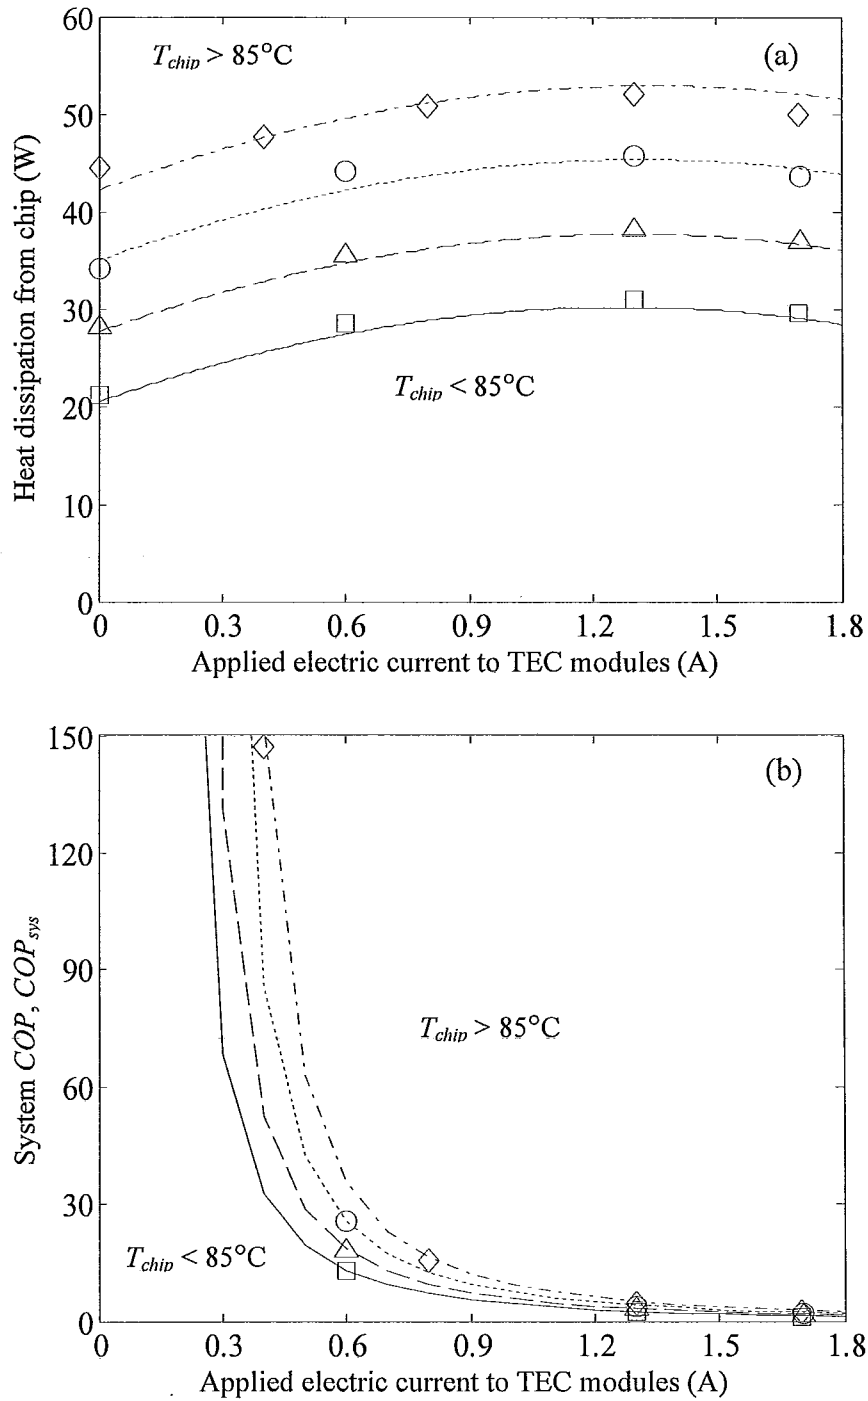 60
50
40
30
20
10
0
Heat dissipation from chip (W)
T_chip > 85°C
(a)
T_chip < 85°C
0 0.3 0.6 0.9 1.2 1.5 1.8
Applied electric current to TEC modules (A)
150
120
90
60
30
0
System COP, COP_sys
(b)
T_chip > 85°C
T_chip < 85°C
0 0.3 0.6 0.9 1.2 1.5 1.8
Applied electric current to TEC modules (A)